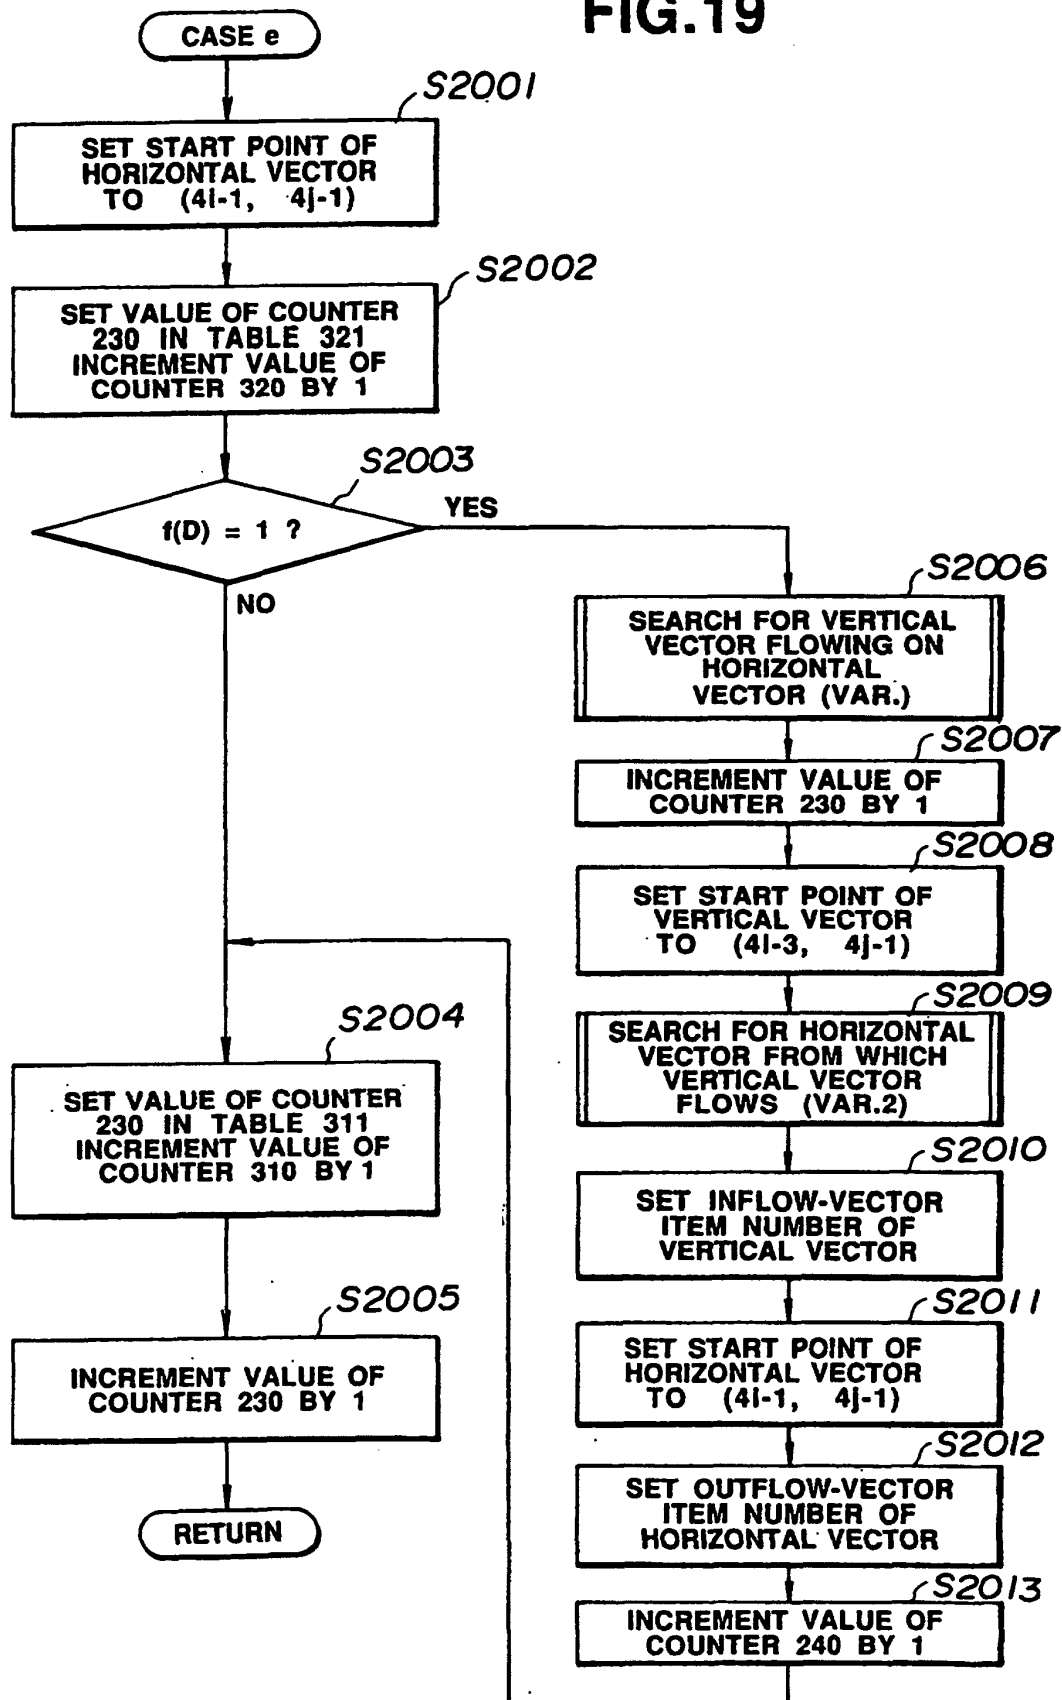 FIG.19
CASE e
S2001
SET START POINT OF
HORIZONTAL VECTOR
TO (4i-1, 4j-1)
S2002
SET VALUE OF COUNTER
230 IN TABLE 321
INCREMENT VALUE OF
COUNTER 320 BY 1
S2003
f(D) = 1 ?
YES
NO
S2004
SET VALUE OF COUNTER
230 IN TABLE 311
INCREMENT VALUE OF
COUNTER 310 BY 1
S2005
INCREMENT VALUE OF
COUNTER 230 BY 1
RETURN
S2006
SEARCH FOR VERTICAL
VECTOR FLOWING ON
HORIZONTAL
VECTOR (VAR.)
S2007
INCREMENT VALUE OF
COUNTER 230 BY 1
S2008
SET START POINT OF
VERTICAL VECTOR
TO (4i-3, 4j-1)
S2009
SEARCH FOR HORIZONTAL
VECTOR FROM WHICH
VERTICAL VECTOR
FLOWS (VAR.2)
S2010
SET INFLOW-VECTOR
ITEM NUMBER OF
VERTICAL VECTOR
S2011
SET START POINT OF
HORIZONTAL VECTOR
TO (4i-1, 4j-1)
S2012
SET OUTFLOW-VECTOR
ITEM NUMBER OF
HORIZONTAL VECTOR
S2013
INCREMENT VALUE OF
COUNTER 240 BY 1